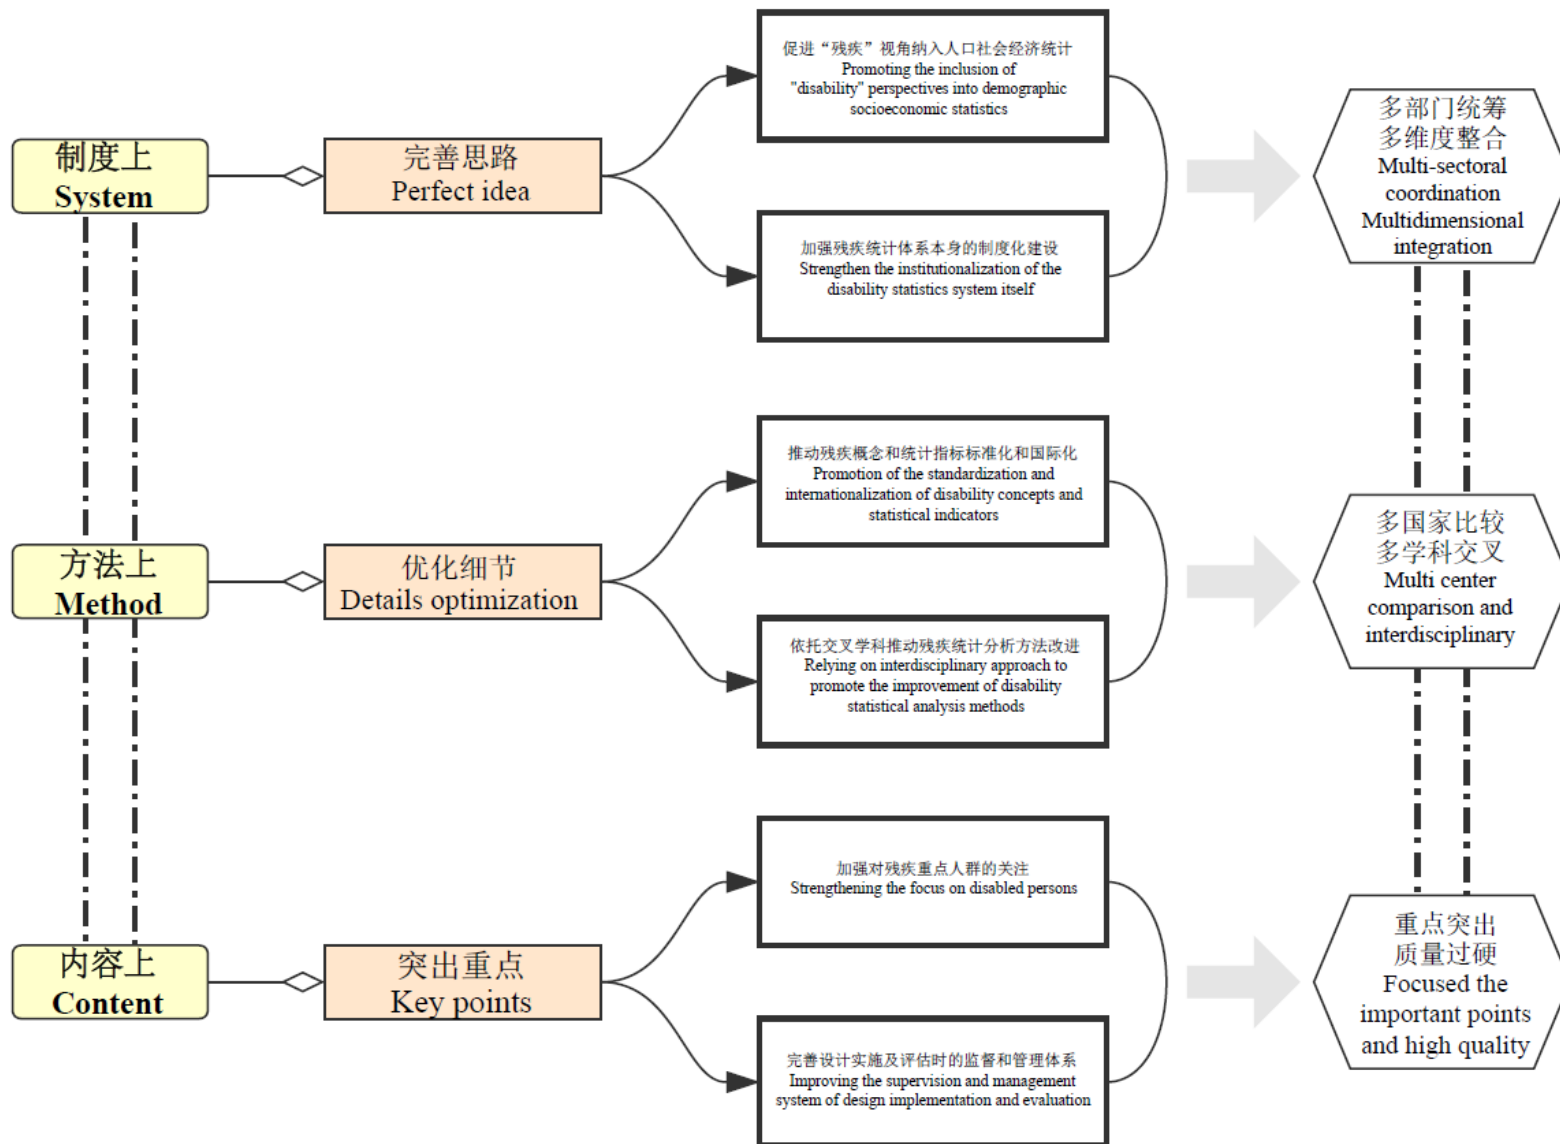 制度上
System
完善思路
Perfect idea
促进“残疾”视角纳入人口社会经济统计
Promoting the inclusion of
"disability" perspectives into demographic
socioeconomic statistics
加强残疾统计体系本身的制度化建设
Strengthen the institutionalization of the
disability statistics system itself
多部门统筹
多维度整合
Multi-sectoral
coordination
Multidimensional
integration
方法上
Method
优化细节
Details optimization
推动残疾概念和统计指标标准化和国际化
Promotion of the standardization and
internationalization of disability concepts and
statistical indicators
依托交叉学科推动残疾统计分析方法改进
Relying on interdisciplinary approach to
promote the improvement of disability
statistical analysis methods
多国家比较
多学科交叉
Multi center
comparison and
interdisciplinary
内容上
Content
突出重点
Key points
加强对残疾重点人群的关注
Strengthening the focus on disabled persons
完善设计实施及评估时的监督和管理体系
Improving the supervision and management
system of design implementation and evaluation
重点突出
质量过硬
Focused the
important points
and high quality